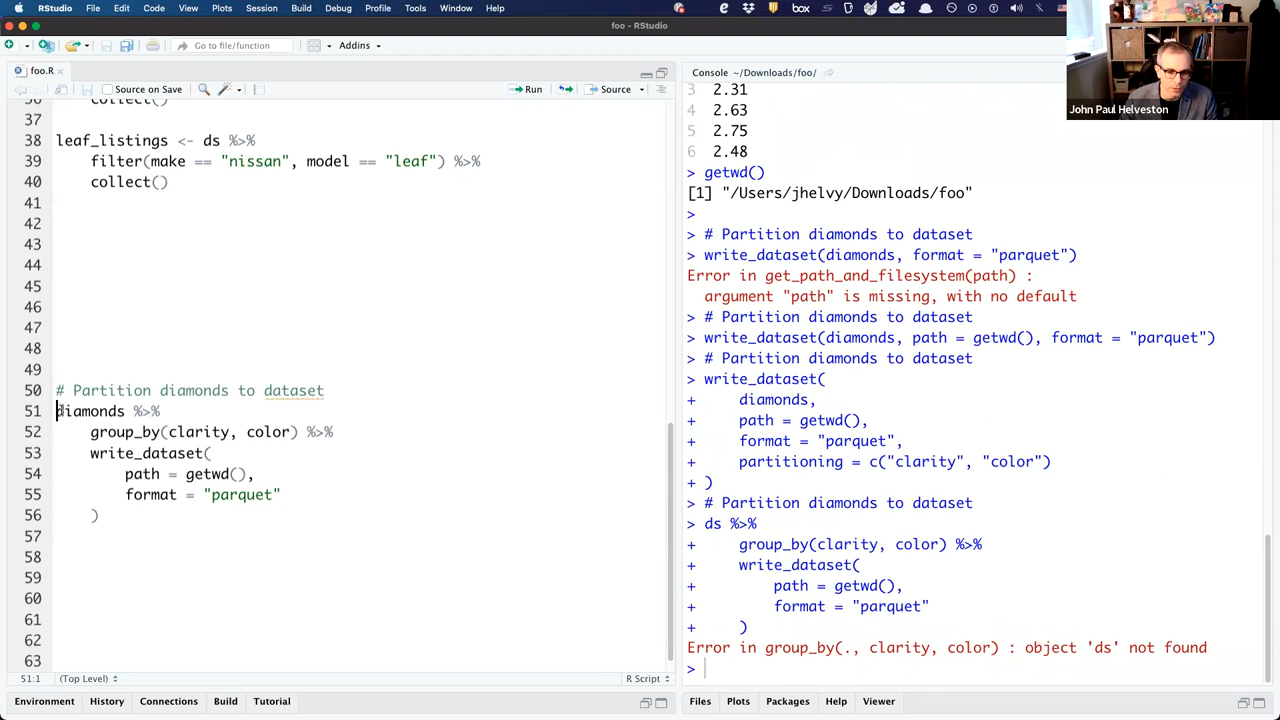 RStudio File Edit Code View Plots Session Build Debug Profile Tools Window Help
foo - RStudio
Go to file/function Addins
foo.R
Source on Save Run Source
36 collect()
37
38 leaf_listings <- ds %>%
39 filter(make == "nissan", model == "leaf") %>%
40 collect()
41
42
43
44
45
46
47
48
49
50 # Partition diamonds to dataset
51 diamonds %>%
52 group_by(clarity, color) %>%
53 write_dataset(
54 path = getwd(),
55 format = "parquet"
56 )
57
58
59
60
61
62
63
51:1 (Top Level) R Script
Environment History Connections Build Tutorial
Console ~/Downloads/foo/
3 2.31
4 2.63
5 2.75
6 2.48
> getwd()
[1] "/Users/jhelvy/Downloads/foo"
>
> # Partition diamonds to dataset
> write_dataset(diamonds, format = "parquet")
Error in get_path_and_filesystem(path) :
argument "path" is missing, with no default
> # Partition diamonds to dataset
> write_dataset(diamonds, path = getwd(), format = "parquet")
> # Partition diamonds to dataset
> write_dataset(
+ diamonds,
+ path = getwd(),
+ format = "parquet",
+ partitioning = c("clarity", "color")
+ )
> # Partition diamonds to dataset
> ds %>%
+ group_by(clarity, color) %>%
+ write_dataset(
+ path = getwd(),
+ format = "parquet"
+ )
Error in group_by(., clarity, color) : object 'ds' not found
>
Files Plots Packages Help Viewer
John Paul Helveston